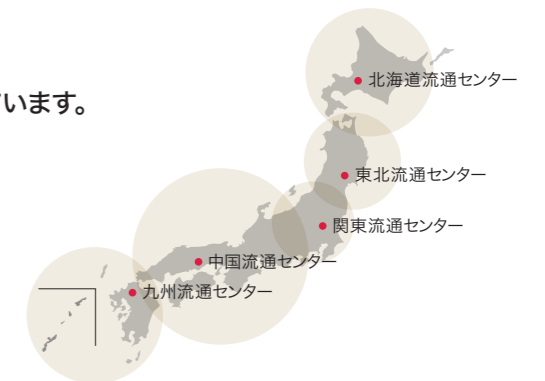 います。
北海道流通センター
東北流通センター
関東流通センター
中国流通センター
九州流通センター